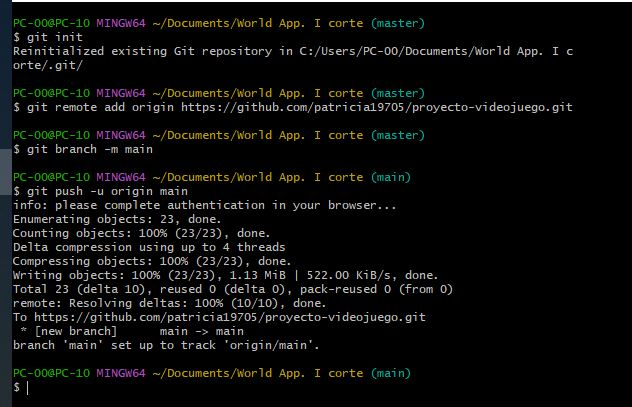 PC-OO@PC-10 MINGW64 ~/Documents/World App. I corte (master)
$ git init
Reinitialized existing Git repository in C:/Users/PC-OO/Documents/World App. I c
orte/.git/
PC-OO@PC-10 MINGW64 ~/Documents/World App. I corte (master)
$ git remote add origin https://github.com/patricia19705/proyecto-videojuego.git
PC-OO@PC-10 MINGW64 ~/Documents/World App. I corte (master)
$ git branch -m main
PC-OO@PC-10 MINGW64 ~/Documents/World App. I corte (main)
$ git push -u origin main
info: please complete authentication in your browser...
Enumerating objects: 23, done.
Counting objects: 100% (23/23), done.
Delta compression using up to 4 threads
Compressing objects: 100% (23/23), done.
Writing objects: 100% (23/23), 1.13 MiB | 522.00 KiB/s, done.
Total 23 (delta 10), reused 0 (delta 0), pack-reused 0 (from 0)
remote: Resolving deltas: 100% (10/10), done.
To https://github.com/patricia19705/proyecto-videojuego.git
 * [new branch]      main -> main
branch 'main' set up to track 'origin/main'.
PC-OO@PC-10 MINGW64 ~/Documents/World App. I corte (main)
$